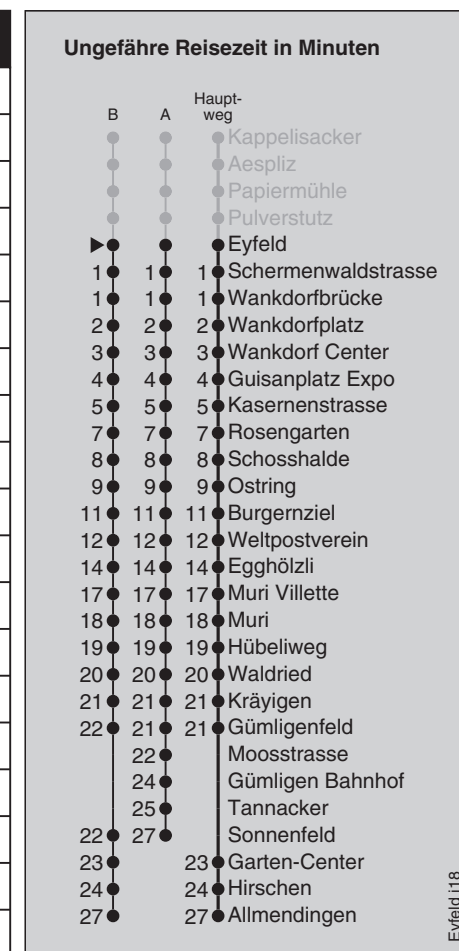 Ungefähre Reisezeit in Minuten
Haupt-
B A weg
Kappelisacker
Aespliz
Papiermühle
Pulverstutz
Eyfeld
1 1 1 Schermenwaldstrasse
1 1 1 Wankdorfbrücke
2 2 2 Wankdorfplatz
3 3 3 Wankdorf Center
4 4 4 Guisanplatz Expo
5 5 5 Kasernenstrasse
7 7 7 Rosengarten
8 8 8 Schosshalde
9 9 9 Ostring
11 11 11 Burgernziel
12 12 12 Weltpostverein
14 14 14 Egghölzli
17 17 17 Muri Villette
18 18 18 Muri
19 19 19 Hübeliweg
20 20 20 Waldried
21 21 21 Kräyigen
22 21 21 Gümligenfeld
22 Moosstrasse
24 Gümligen Bahnhof
25 Tannacker
22 27 Sonnenfeld
23 23 Garten-Center
24 24 Hirschen
27 27 Allmendingen
Eyfeld j18